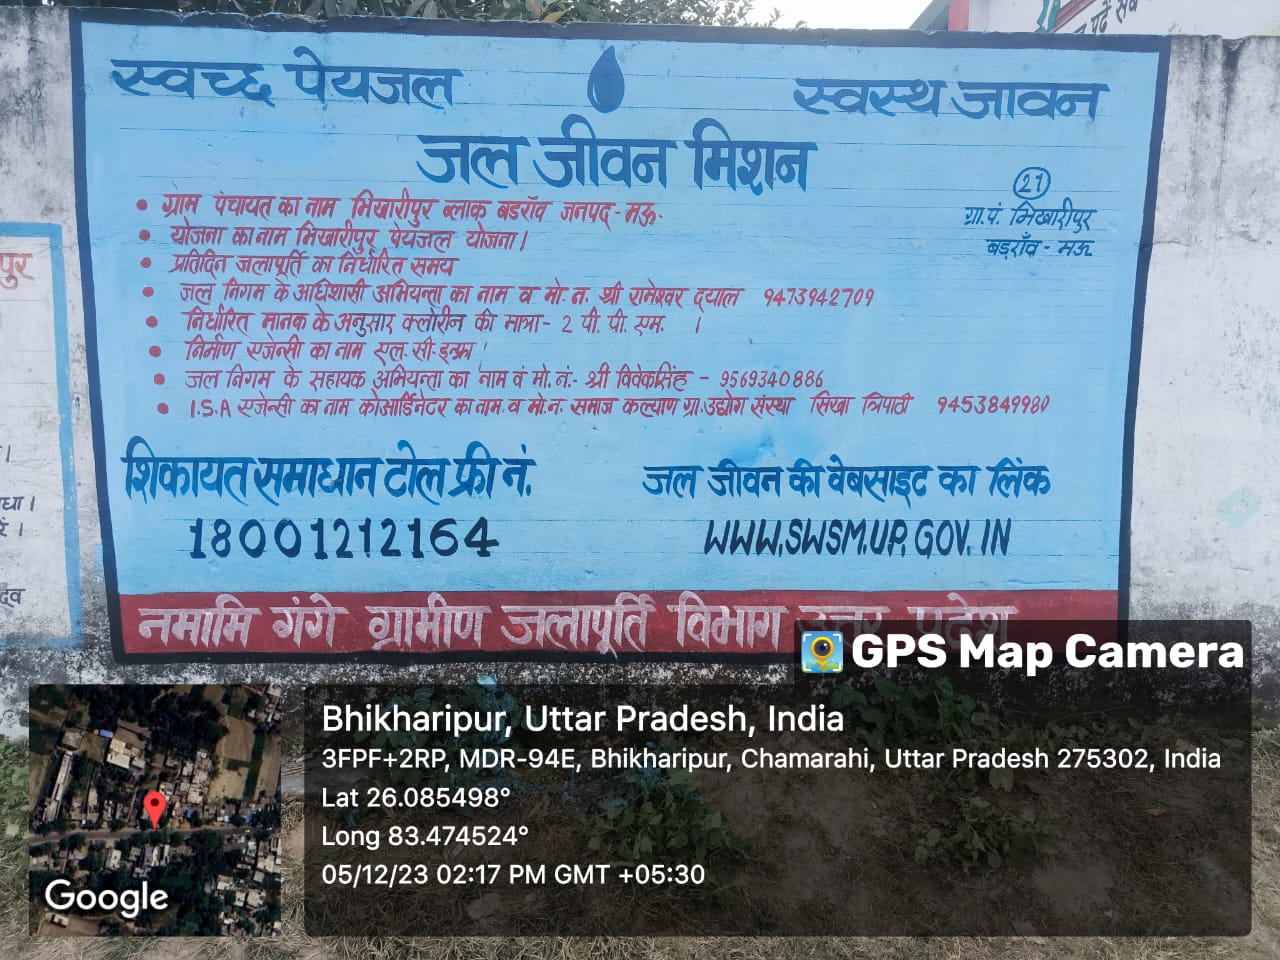 स्वच्छ पेयजल
स्वस्थ जावन
जल जीवन मिशन
21
ग्रा.पं. भिखारीपुर
बड़राँव - मऊ
• ग्राम पंचायत का नाम भिखारीपुर ब्लाक बडरॉव जनपद - मऊ.
• योजना का नाम भिखारीपुर पेयजल योजना।
• प्रतिदिन जलापूर्ति का निर्धारित समय
• जल निगम के अधिशासी अभियन्ता का नाम व मो. न. श्री रामेश्वर दयाल 9473942709
• निर्धारित मानक के अनुसार क्लोरीन की मात्रा - 2 पी. पी. एम. ।
• निर्माण एजेन्सी का नाम एल. सी. इन्फ्रा।
• जल निगम के सहायक अभियन्ता का नाम वं मो. नं:- श्री विवेकसिंह - 9569340886
• I.S.A एजेन्सी का नाम कोआर्डिनेटर का नाम व मो. न. समाज कल्याण ग्रा. उद्योग संस्था सिखा त्रिपाठी 9453849980
शिकायत समाधान टोल फ्री नं.
18001212164
जल जीवन की वेबसाइट का लिंक
WWW.SWSM.UP.GOV.IN
नमामि गंगे ग्रामीण जलापूर्ति विभाग उत्तर प्रदेश
पुर
धा।
रें।
देव
GPS Map Camera
Bhikharipur, Uttar Pradesh, India
3FPF+2RP, MDR-94E, Bhikharipur, Chamarahi, Uttar Pradesh 275302, India
Lat 26.085498°
Long 83.474524°
05/12/23 02:17 PM GMT +05:30
Google